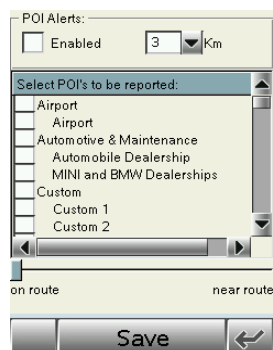 POI Alerts:
Enabled 3 Km
Select POI's to be reported:
Airport
Airport
Automotive & Maintenance
Automobile Dealership
MINI and BMW Dealerships
Custom
Custom 1
Custom 2
on route near route
Save